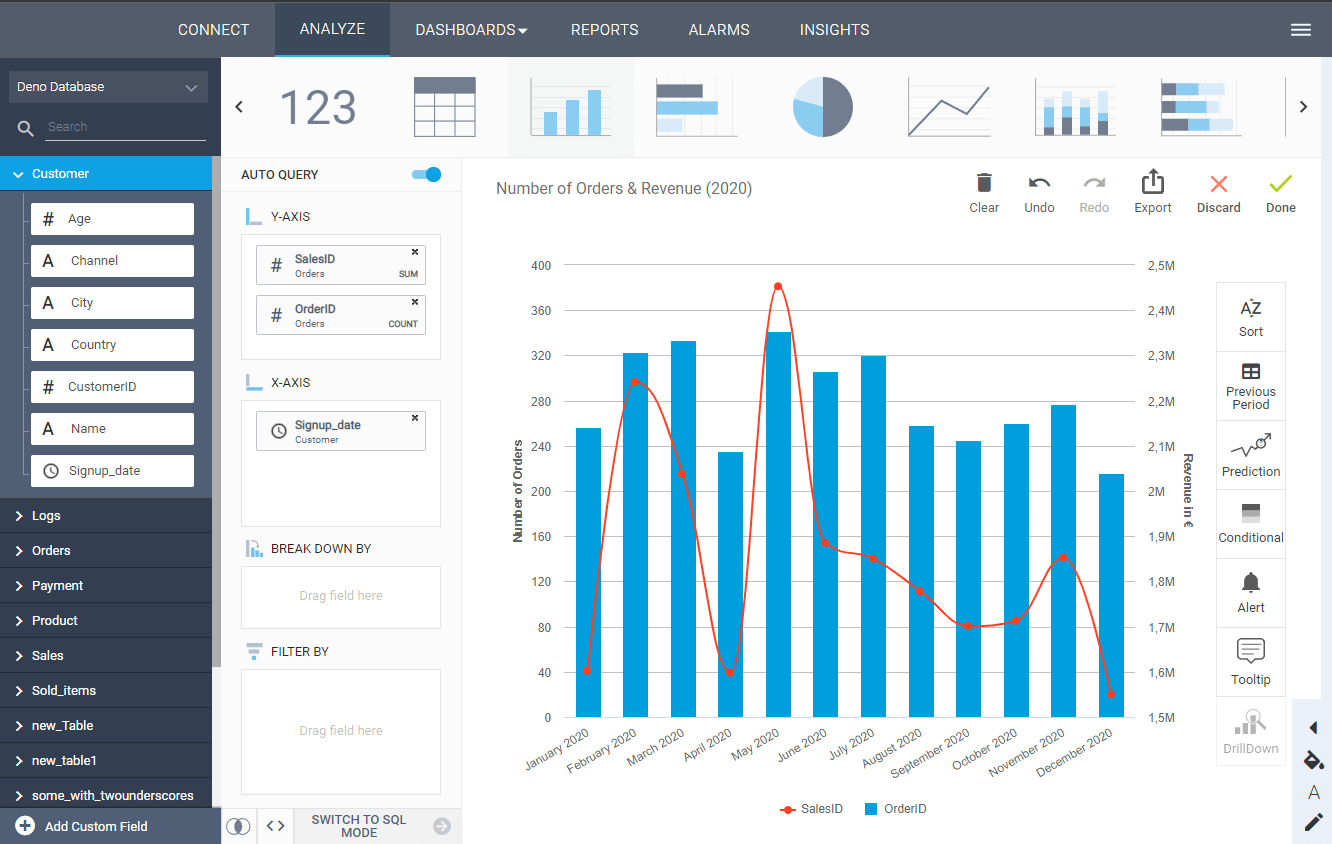 CONNECT
ANALYZE
DASHBOARDS
REPORTS
ALARMS
INSIGHTS
Deno Database
Search
Customer
# Age
A Channel
A City
A Country
# CustomerID
A Name
Signup_date
Logs
Orders
Payment
Product
Sales
Sold_items
new_Table
new_table1
some_with_twounderscores
Add Custom Field
123
AUTO QUERY
Y-AXIS
# SalesID
Orders
SUM
# OrderID
Orders
COUNT
X-AXIS
Signup_date
Customer
BREAK DOWN BY
Drag field here
FILTER BY
Drag field here
SWITCH TO SQL
MODE
Number of Orders & Revenue (2020)
Clear
Undo
Redo
Export
Discard
Done
Number of Orders
400
360
320
280
240
200
160
120
80
40
0
2,5M
2,4M
2,3M
2,2M
2,1M
2M
1,9M
1,8M
1,7M
1,6M
1,5M
Revenue in €
January 2020
February 2020
March 2020
April 2020
May 2020
June 2020
July 2020
August 2020
September 2020
October 2020
November 2020
December 2020
SalesID
OrderID
AZ
Sort
Previous
Period
Prediction
Conditional
Alert
Tooltip
DrillDown
A